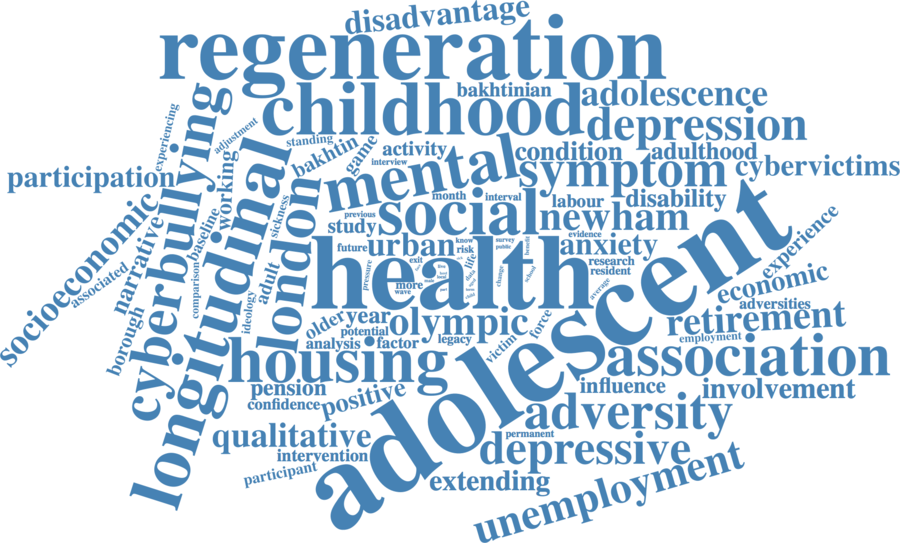 disadvantage
regeneration
bakhtinian
childhood
adolescence
depression
experiencing
adjustment
standing
bakhtin
game
activity
interview
condition
adulthood
cybervictims
participation
cyberbullying
working
mental
symptom
month
interval
labour
disability
socioeconomic
associated
narrative
baseline
longitudinal
sickness
london
previous
study
social
newham
evidence
future
urban
know
risk
survey
public
benefit
anxiety
experience
borough
comparison
ideology
adult
pressure
exit
life
data
health
change
school
research
resident
average
economic
more
wave
older
year
olympic
adversities
retirement
employment
potential
analysis
factor
legacy
victim
force
housing
adolescent
association
pension
confidence
positive
influence
involvement
adversity
qualitative
intervention
participant
permanent
depressive
extending
unemployment